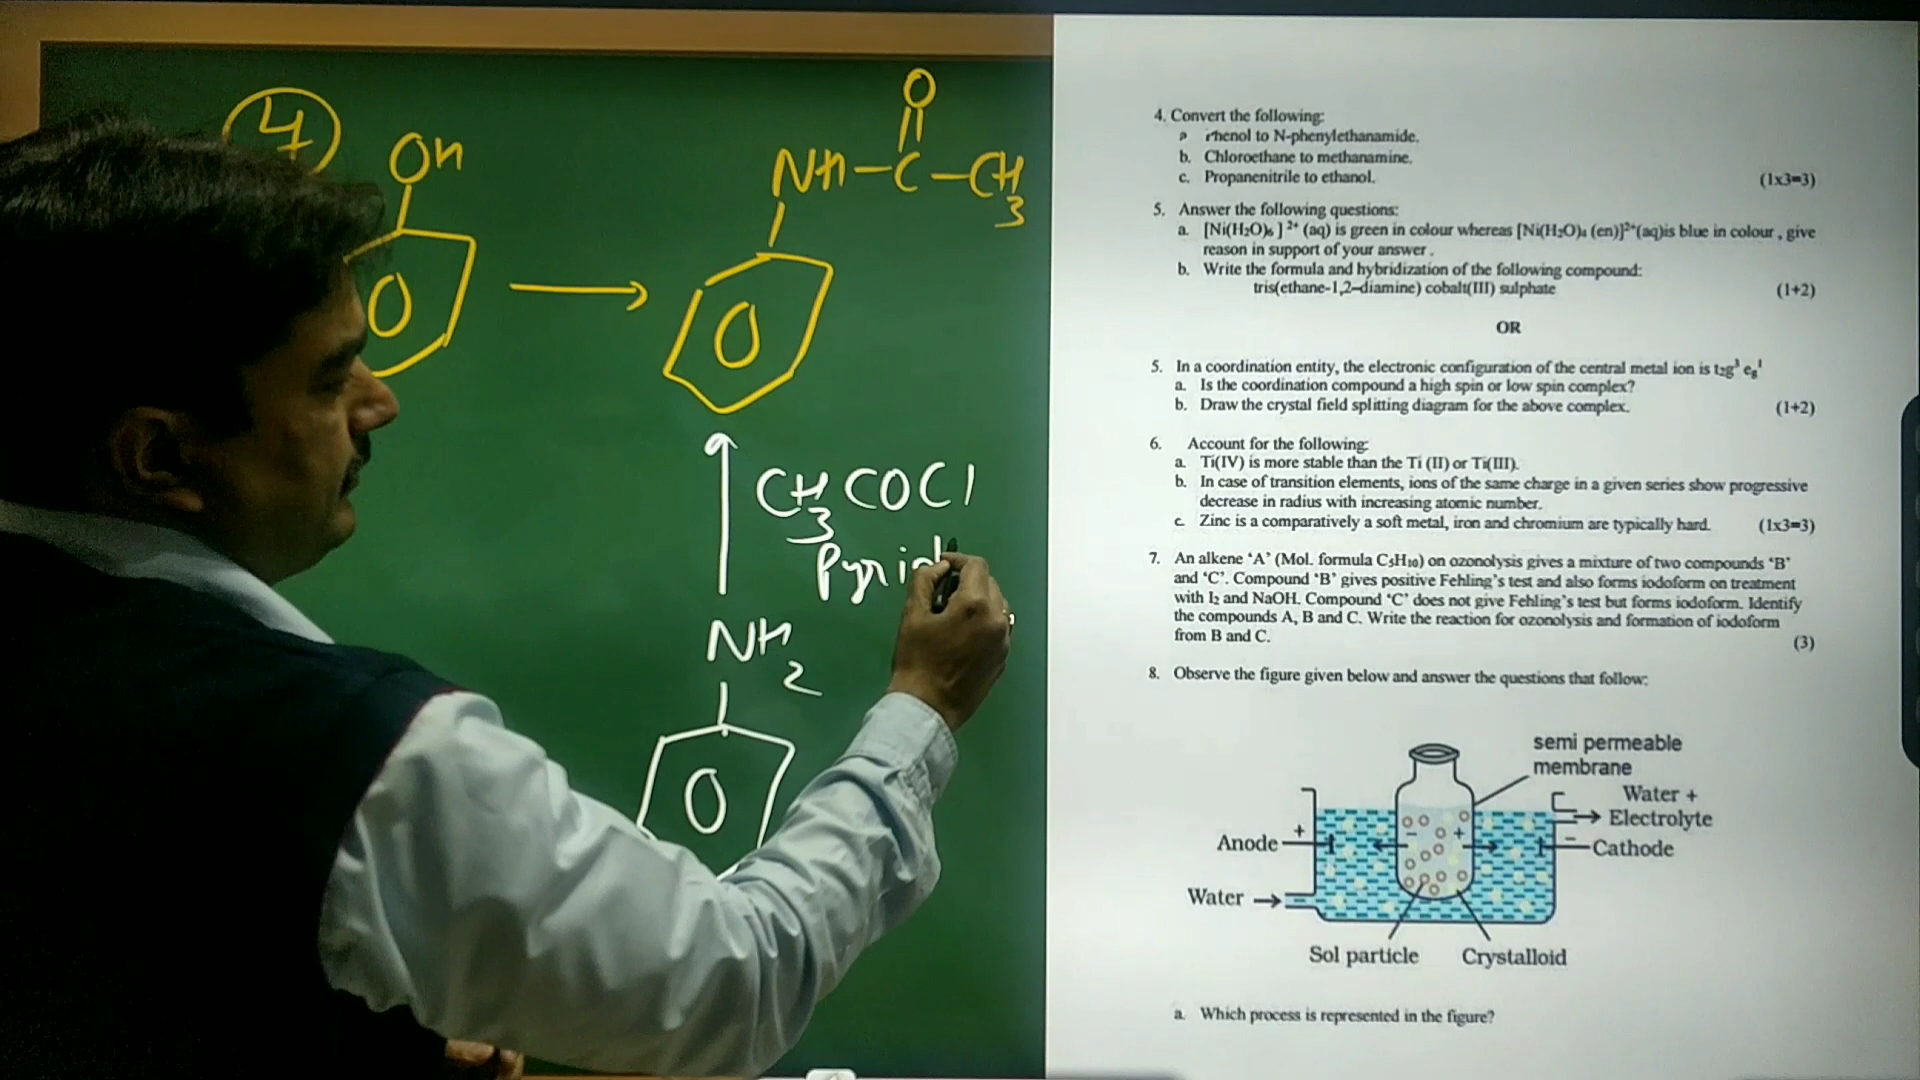 4
OH
O
NH-C-CH3
CH3COCl
Pyrid
NH2
4. Convert the following:
Phenol to N-phenylethanamide.
b. Chloroethane to methanamine.
c. Propanenitrile to ethanol. (1x3=3)
5. Answer the following questions:
a. [Ni(H₂O)₆ ] ²⁺ (aq) is green in colour whereas [Ni(H₂O)₄ (en)]²⁺(aq)is blue in colour , give
reason in support of your answer .
b. Write the formula and hybridization of the following compound:
tris(ethane-1,2–diamine) cobalt(III) sulphate (1+2)
OR
5. In a coordination entity, the electronic configuration of the central metal ion is t₂g³ eg¹
a. Is the coordination compound a high spin or low spin complex?
b. Draw the crystal field splitting diagram for the above complex. (1+2)
6. Account for the following:
a. Ti(IV) is more stable than the Ti (II) or Ti(III).
b. In case of transition elements, ions of the same charge in a given series show progressive
decrease in radius with increasing atomic number.
c. Zinc is a comparatively a soft metal, iron and chromium are typically hard. (1x3=3)
7. An alkene ‘A’ (Mol. formula C₅H₁₀) on ozonolysis gives a mixture of two compounds ‘B’
and ‘C’. Compound ‘B’ gives positive Fehling’s test and also forms iodoform on treatment
with I₂ and NaOH. Compound ‘C’ does not give Fehling’s test but forms iodoform. Identify
the compounds A, B and C. Write the reaction for ozonolysis and formation of iodoform
from B and C. (3)
8. Observe the figure given below and answer the questions that follow:
semi permeable
membrane
Water +
Electrolyte
Anode +
− Cathode
− +
Water
Sol particle Crystalloid
a. Which process is represented in the figure?